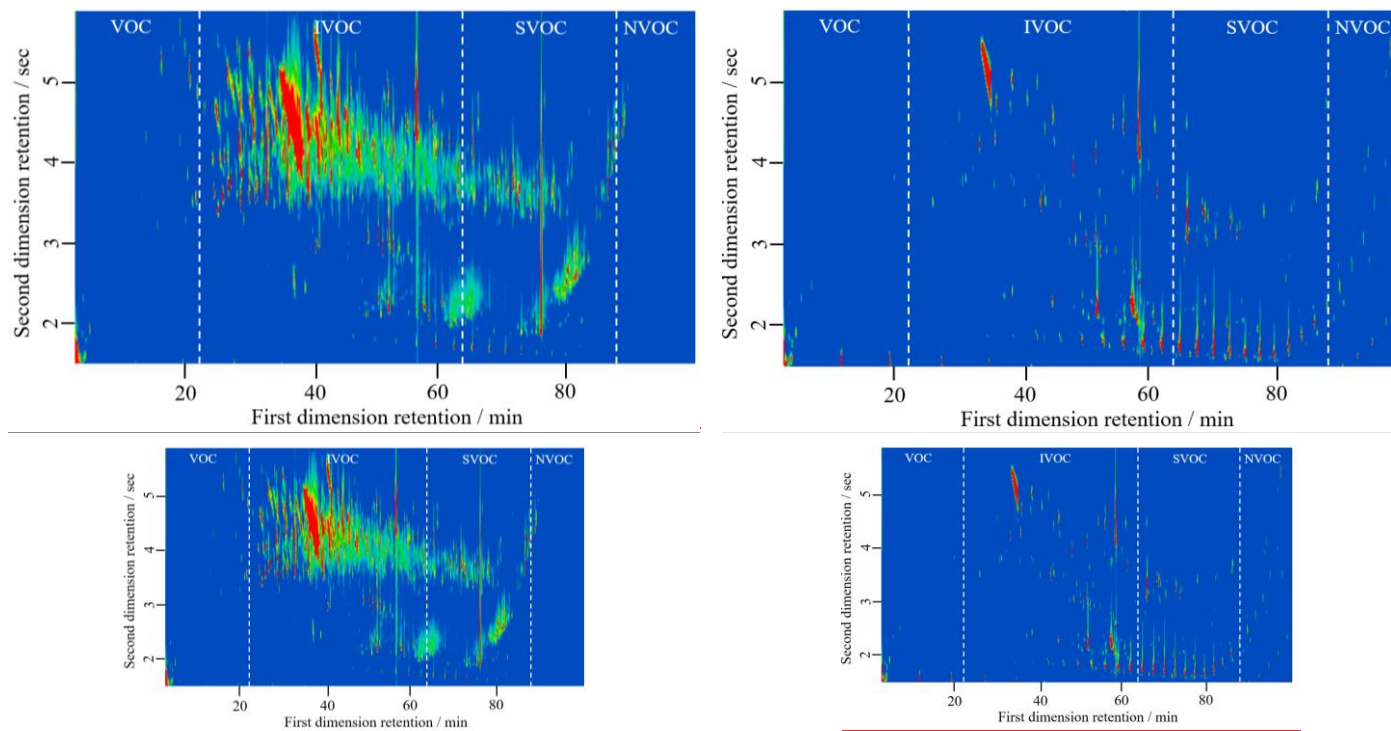 VOC IVOC SVOC NVOC
Second dimension retention / sec
5
4
3
2
20 40 60 80
First dimension retention / min
VOC IVOC SVOC NVOC
Second dimension retention / sec
5
4
3
2
20 40 60 80
First dimension retention / min
VOC IVOC SVOC NVOC
Second dimension retention / sec
5
4
3
2
20 40 60 80
First dimension retention / min
VOC IVOC SVOC NVOC
Second dimension retention / sec
5
4
3
2
20 40 60 80
First dimension retention / min